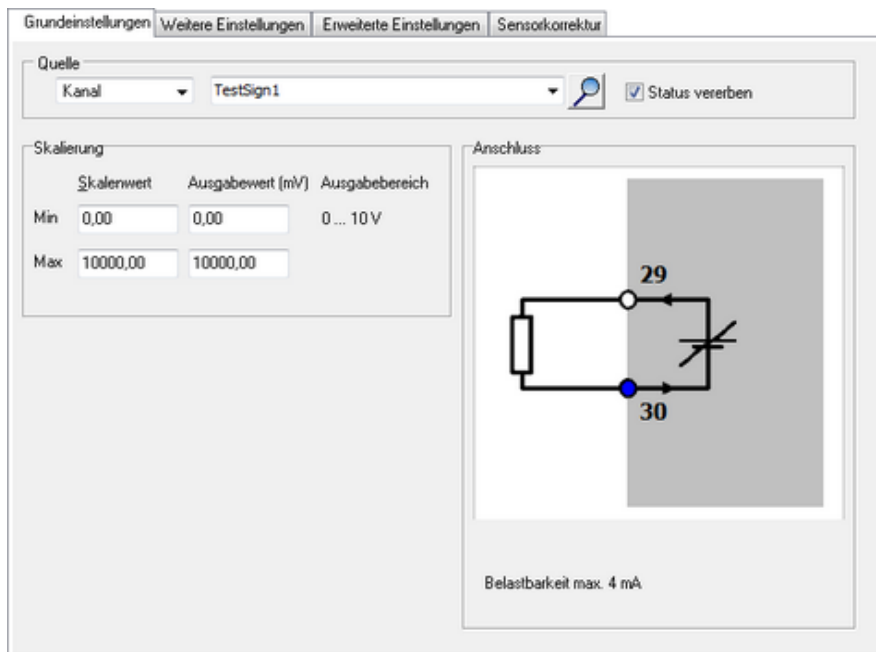 Grundeinstellungen Weitere Einstellungen Erweiterte Einstellungen Sensorkorrektur
Quelle
Kanal TestSign1 Status vererben
Skalierung
Skalenwert Ausgabewert (mV) Ausgabebereich
Min 0,00 0,00 0 ... 10 V
Max 10000,00 10000,00
Anschluss
29
30
Belastbarkeit max. 4 mA